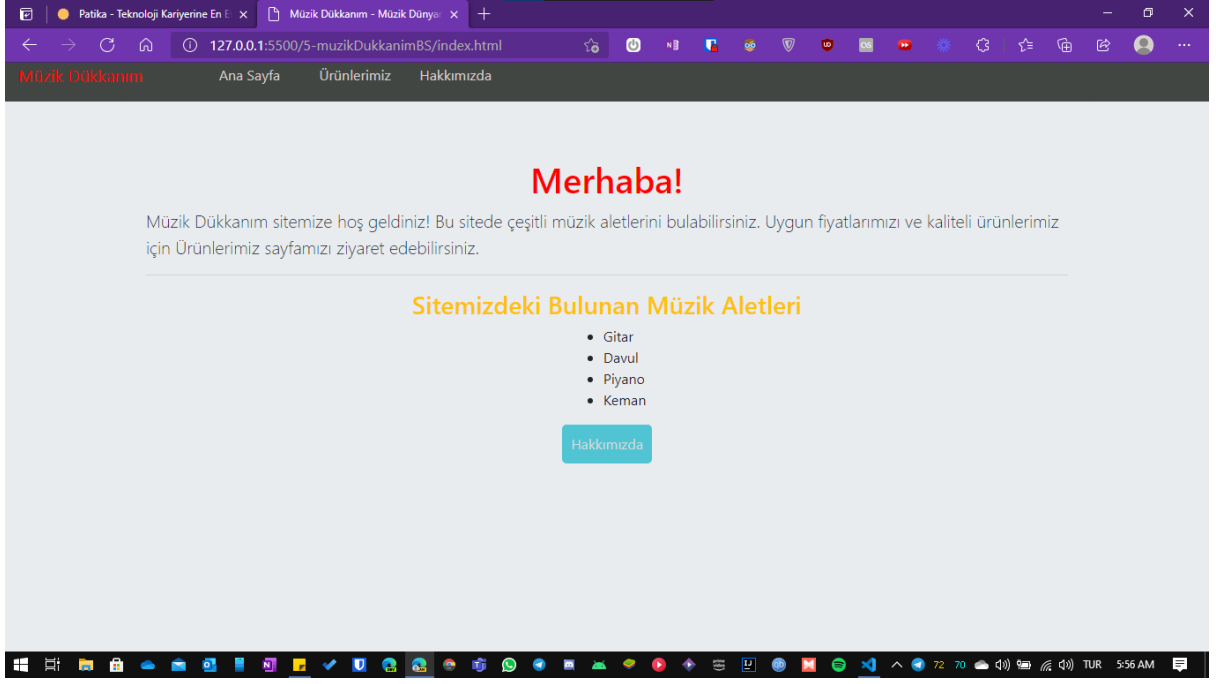 Patika - Teknoloji Kariyerine En E
Müzik Dükkanım - Müzik Dünya
127.0.0.1:5500/5-muzikDukkanimBS/index.html
Müzik Dükkanım
Ana Sayfa
Ürünlerimiz
Hakkımızda
Merhaba!
Müzik Dükkanım sitemize hoş geldiniz! Bu sitede çeşitli müzik aletlerini bulabilirsiniz. Uygun fiyatlarımızı ve kaliteli ürünlerimiz
için Ürünlerimiz sayfamızı ziyaret edebilirsiniz.
Sitemizdeki Bulunan Müzik Aletleri
Gitar
Davul
Piyano
Keman
Hakkımızda
72 70 TUR 5:56 AM